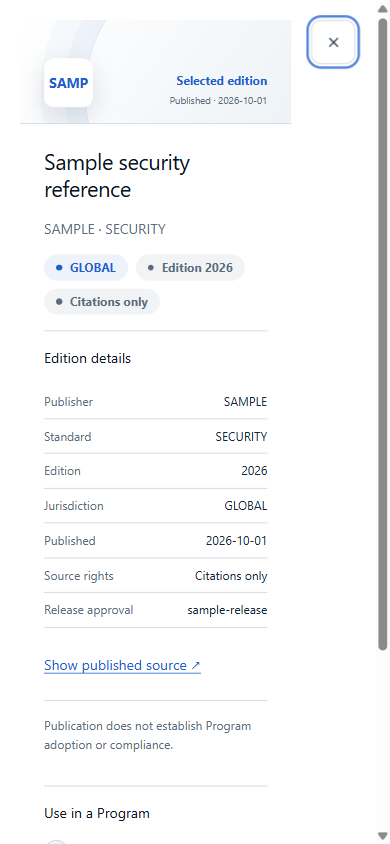 SAMP
Selected edition
Published · 2026-10-01
Sample security
reference
SAMPLE · SECURITY
GLOBAL
Edition 2026
Citations only
Edition details
Publisher SAMPLE
Standard SECURITY
Edition 2026
Jurisdiction GLOBAL
Published 2026-10-01
Source rights Citations only
Release approval sample-release
Show published source ↗
Publication does not establish Program
adoption or compliance.
Use in a Program